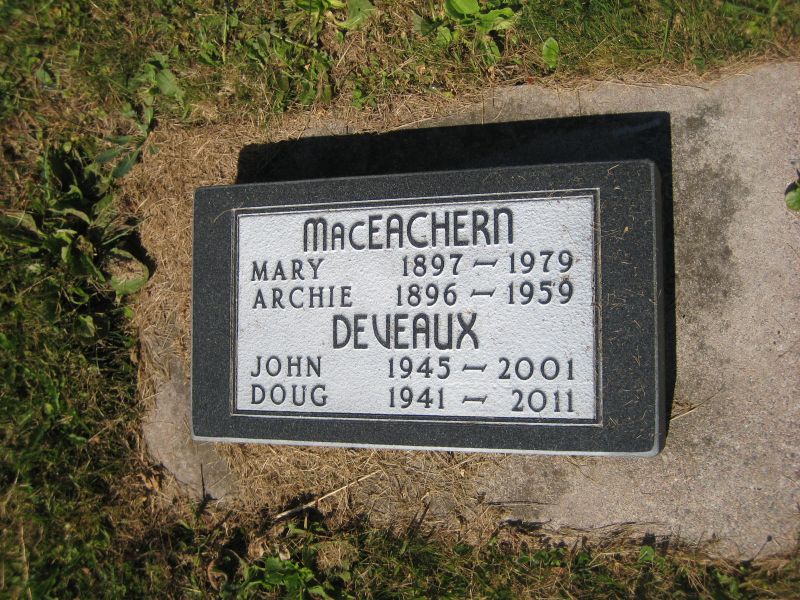 MacEACHERN
MARY 1897 - 1979
ARCHIE 1896 - 1959
DEVEAUX
JOHN 1945 - 2001
DOUG 1941 - 2011